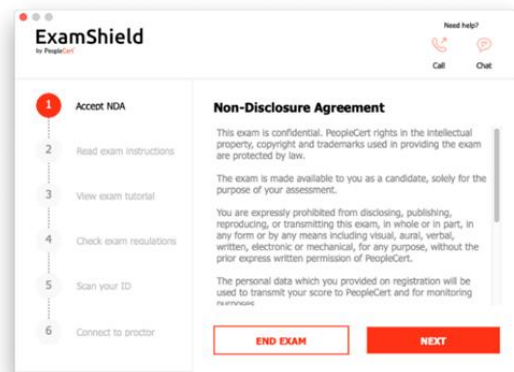 ExamShield
by PeopleCert
Need help?
Call
Chat
1
Accept NDA
2
Read exam instructions
3
View exam tutorial
4
Check exam regulations
5
Scan your ID
6
Connect to proctor
Non-Disclosure Agreement
This exam is confidential. PeopleCert rights in the intellectual
property, copyright and trademarks used in providing the exam
are protected by law.
The exam is made available to you as a candidate, solely for the
purpose of your assessment.
You are expressly prohibited from disclosing, publishing,
reproducing, or transmitting this exam, in whole or in part, in
any form or by any means including visual, aural, verbal,
written, electronic or mechanical, for any purpose, without the
prior express written permission of PeopleCert.
The personal data which you provided on registration will be
used to transmit your score to PeopleCert and for monitoring
purposes
END EXAM
NEXT